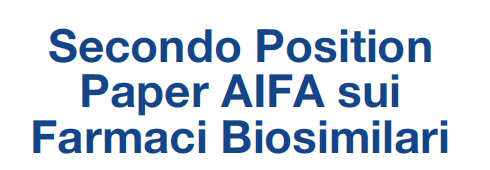 Secondo Position
Paper AIFA sui
Farmaci Biosimilari